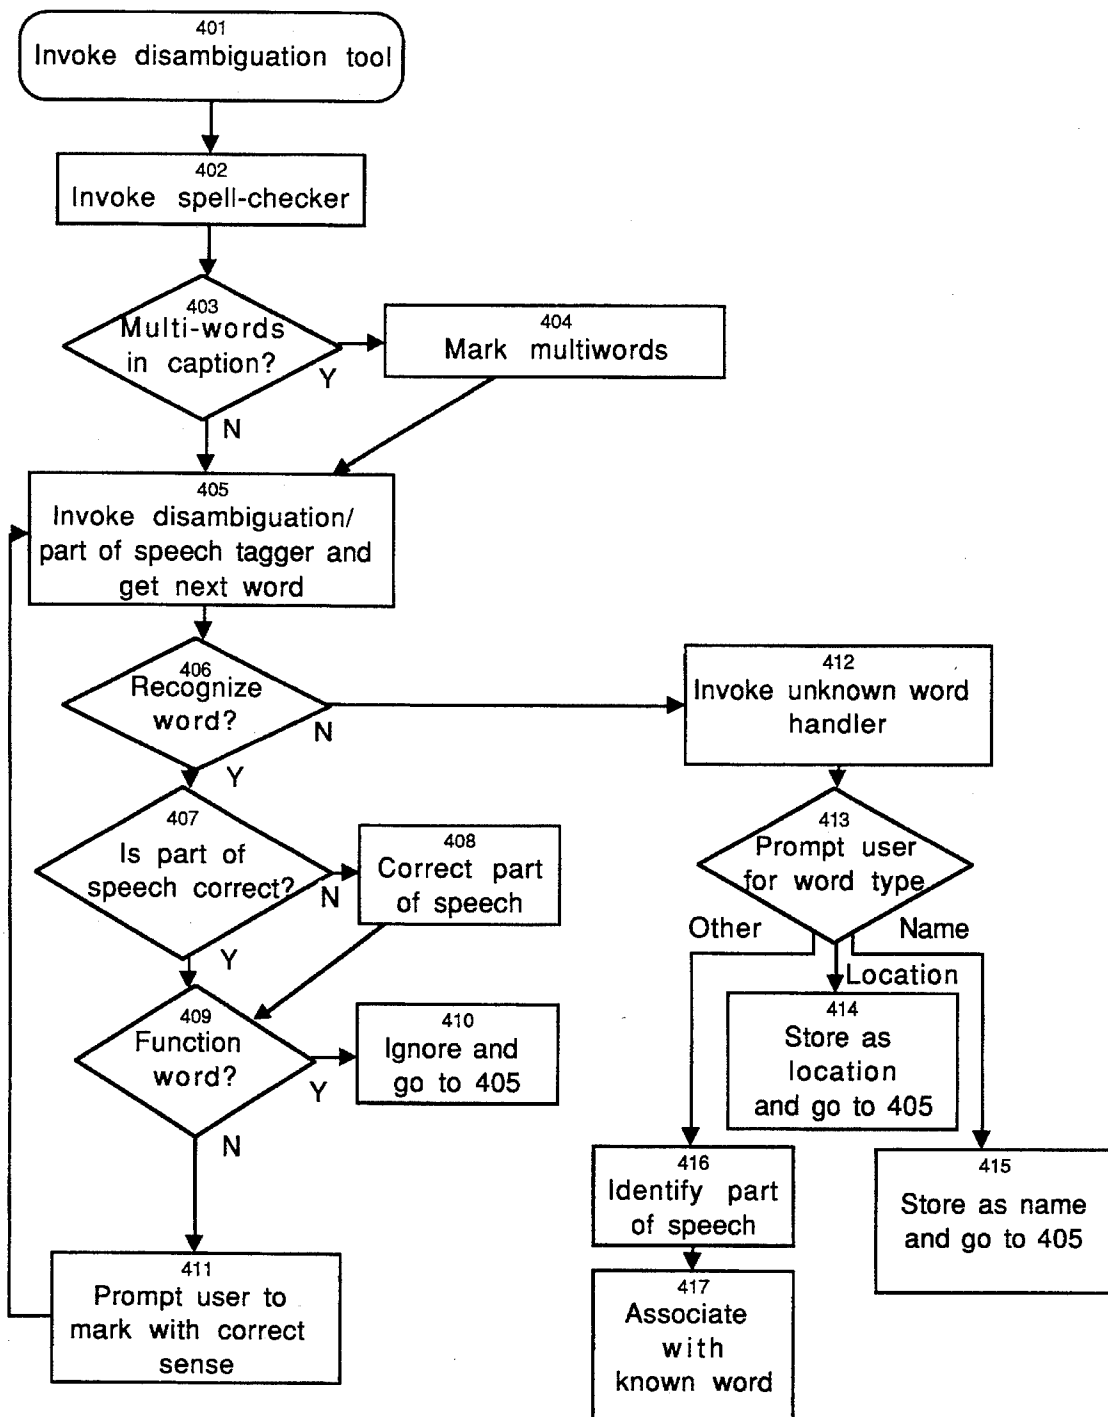 401
Invoke disambiguation tool
402
Invoke spell-checker
403
Multi-words
in caption?
Y
N
404
Mark multiwords
405
Invoke disambiguation/
part of speech tagger and
get next word
406
Recognize
word?
N
Y
412
Invoke unknown word
handler
407
Is part of
speech correct?
N
Y
408
Correct part
of speech
413
Prompt user
for word type
Other
Name
Location
409
Function
word?
Y
N
410
Ignore and
go to 405
414
Store as
location
and go to 405
416
Identify part
of speech
415
Store as name
and go to 405
411
Prompt user to
mark with correct
sense
417
Associate
with
known word